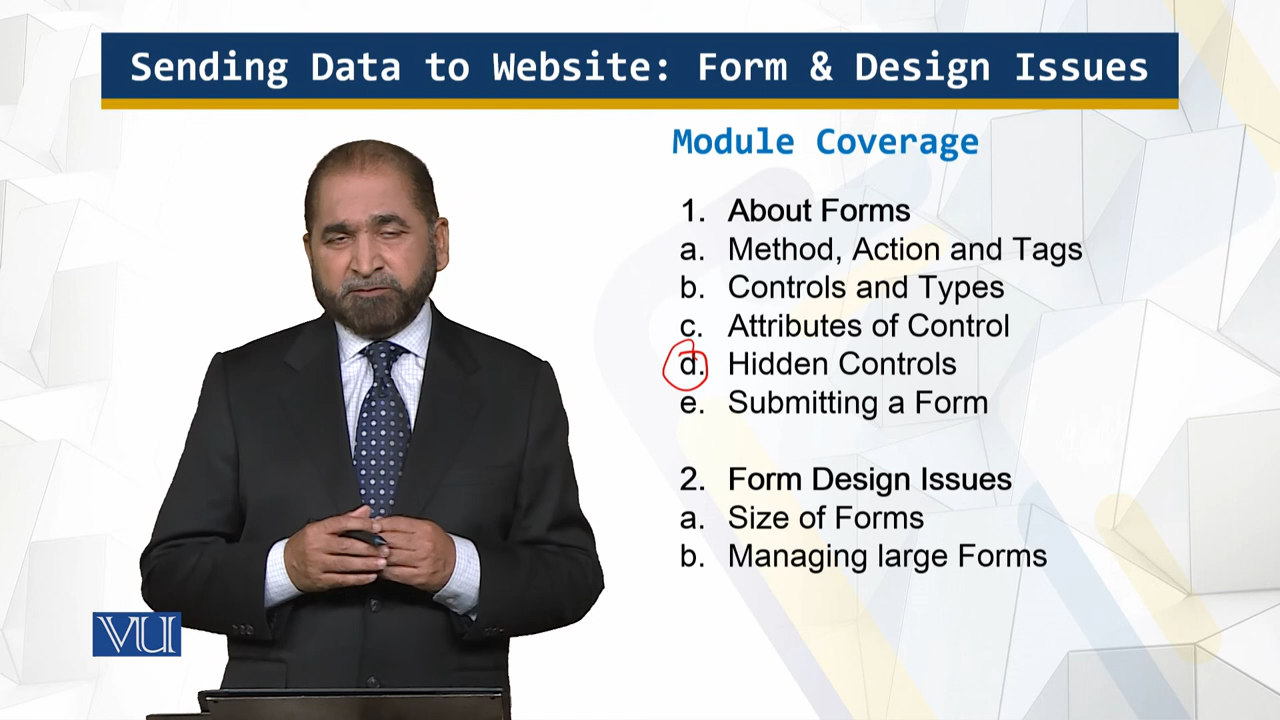 Sending Data to Website: Form & Design Issues
Module Coverage
1. About Forms
a. Method, Action and Tags
b. Controls and Types
c. Attributes of Control
d. Hidden Controls
e. Submitting a Form
2. Form Design Issues
a. Size of Forms
b. Managing large Forms
VU